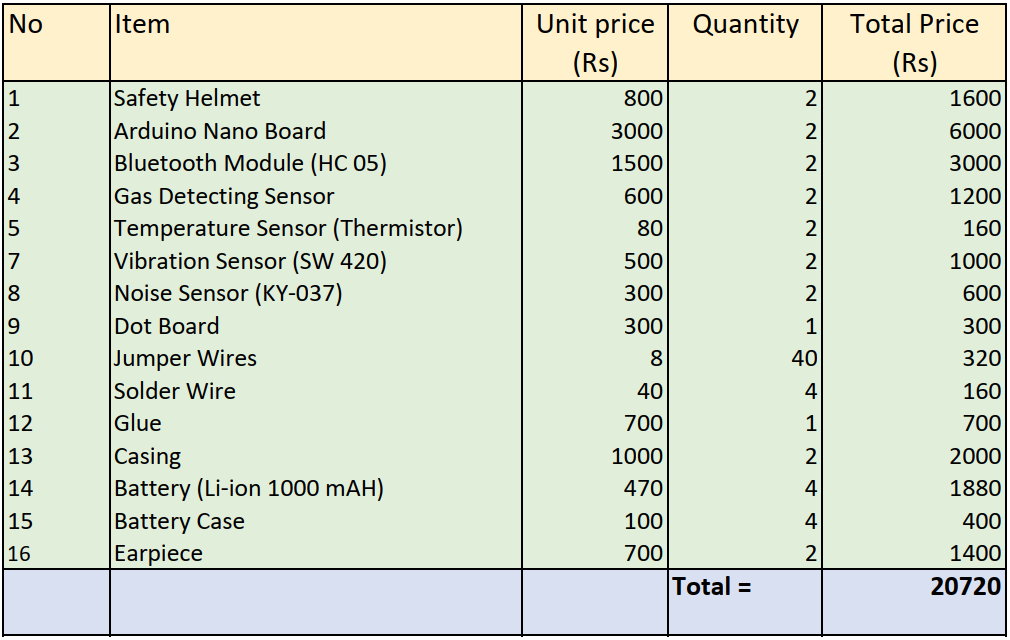 No Item Unit price (Rs) Quantity Total Price (Rs)
1 Safety Helmet 800 2 1600
2 Arduino Nano Board 3000 2 6000
3 Bluetooth Module (HC 05) 1500 2 3000
4 Gas Detecting Sensor 600 2 1200
5 Temperature Sensor (Thermistor) 80 2 160
7 Vibration Sensor (SW 420) 500 2 1000
8 Noise Sensor (KY-037) 300 2 600
9 Dot Board 300 1 300
10 Jumper Wires 8 40 320
11 Solder Wire 40 4 160
12 Glue 700 1 700
13 Casing 1000 2 2000
14 Battery (Li-ion 1000 mAH) 470 4 1880
15 Battery Case 100 4 400
16 Earpiece 700 2 1400
Total = 20720